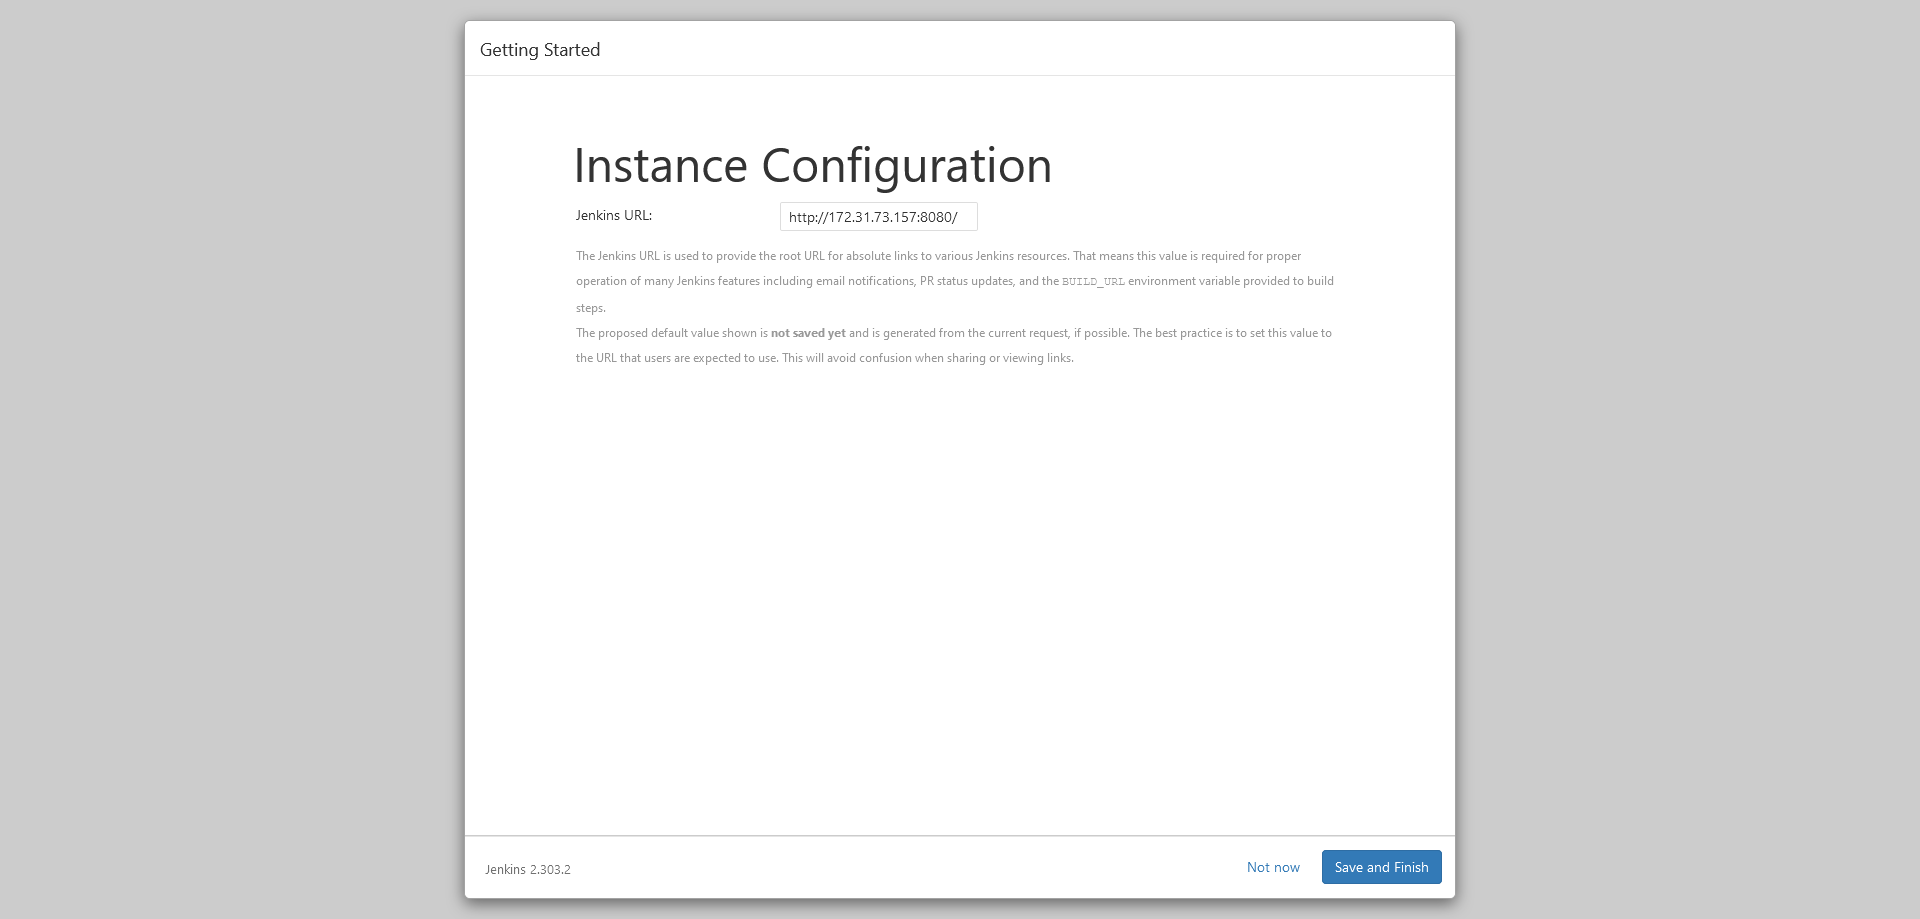 Getting Started
Instance Configuration
Jenkins URL: http://172.31.73.157:8080/
The Jenkins URL is used to provide the root URL for absolute links to various Jenkins resources. That means this value is required for proper
operation of many Jenkins features including email notifications, PR status updates, and the BUILD_URL environment variable provided to build
steps.
The proposed default value shown is not saved yet and is generated from the current request, if possible. The best practice is to set this value to
the URL that users are expected to use. This will avoid confusion when sharing or viewing links.
Jenkins 2.303.2 Not now Save and Finish